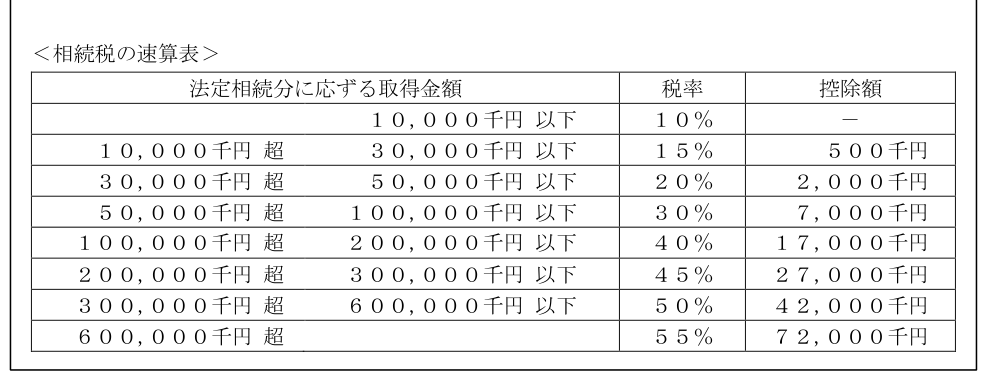 ＜相続税の速算表＞
法定相続分に応ずる取得金額 税率 控除額
１０,０００千円 以下 １０％ －
１０,０００千円 超 ３０,０００千円 以下 １５％ ５００千円
３０,０００千円 超 ５０,０００千円 以下 ２０％ ２,０００千円
５０,０００千円 超 １００,０００千円 以下 ３０％ ７,０００千円
１００,０００千円 超 ２００,０００千円 以下 ４０％ １７,０００千円
２００,０００千円 超 ３００,０００千円 以下 ４５％ ２７,０００千円
３００,０００千円 超 ６００,０００千円 以下 ５０％ ４２,０００千円
６００,０００千円 超 ５５％ ７２,０００千円